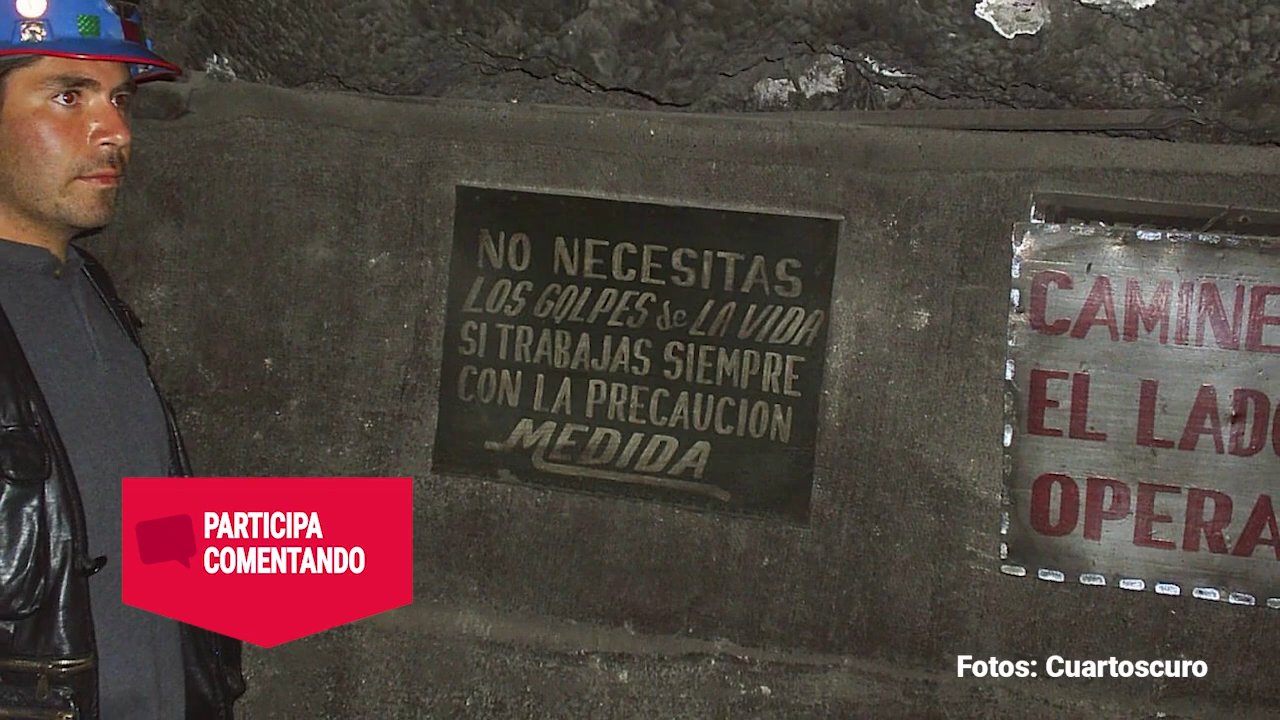 NO NECESITAS
LOS GOLPES de LA VIDA
SI TRABAJAS SIEMPRE
CON LA PRECAUCION
MEDIDA
CAMINE
EL LADO
OPERA
PARTICIPA
COMENTANDO
Fotos: Cuartoscuro